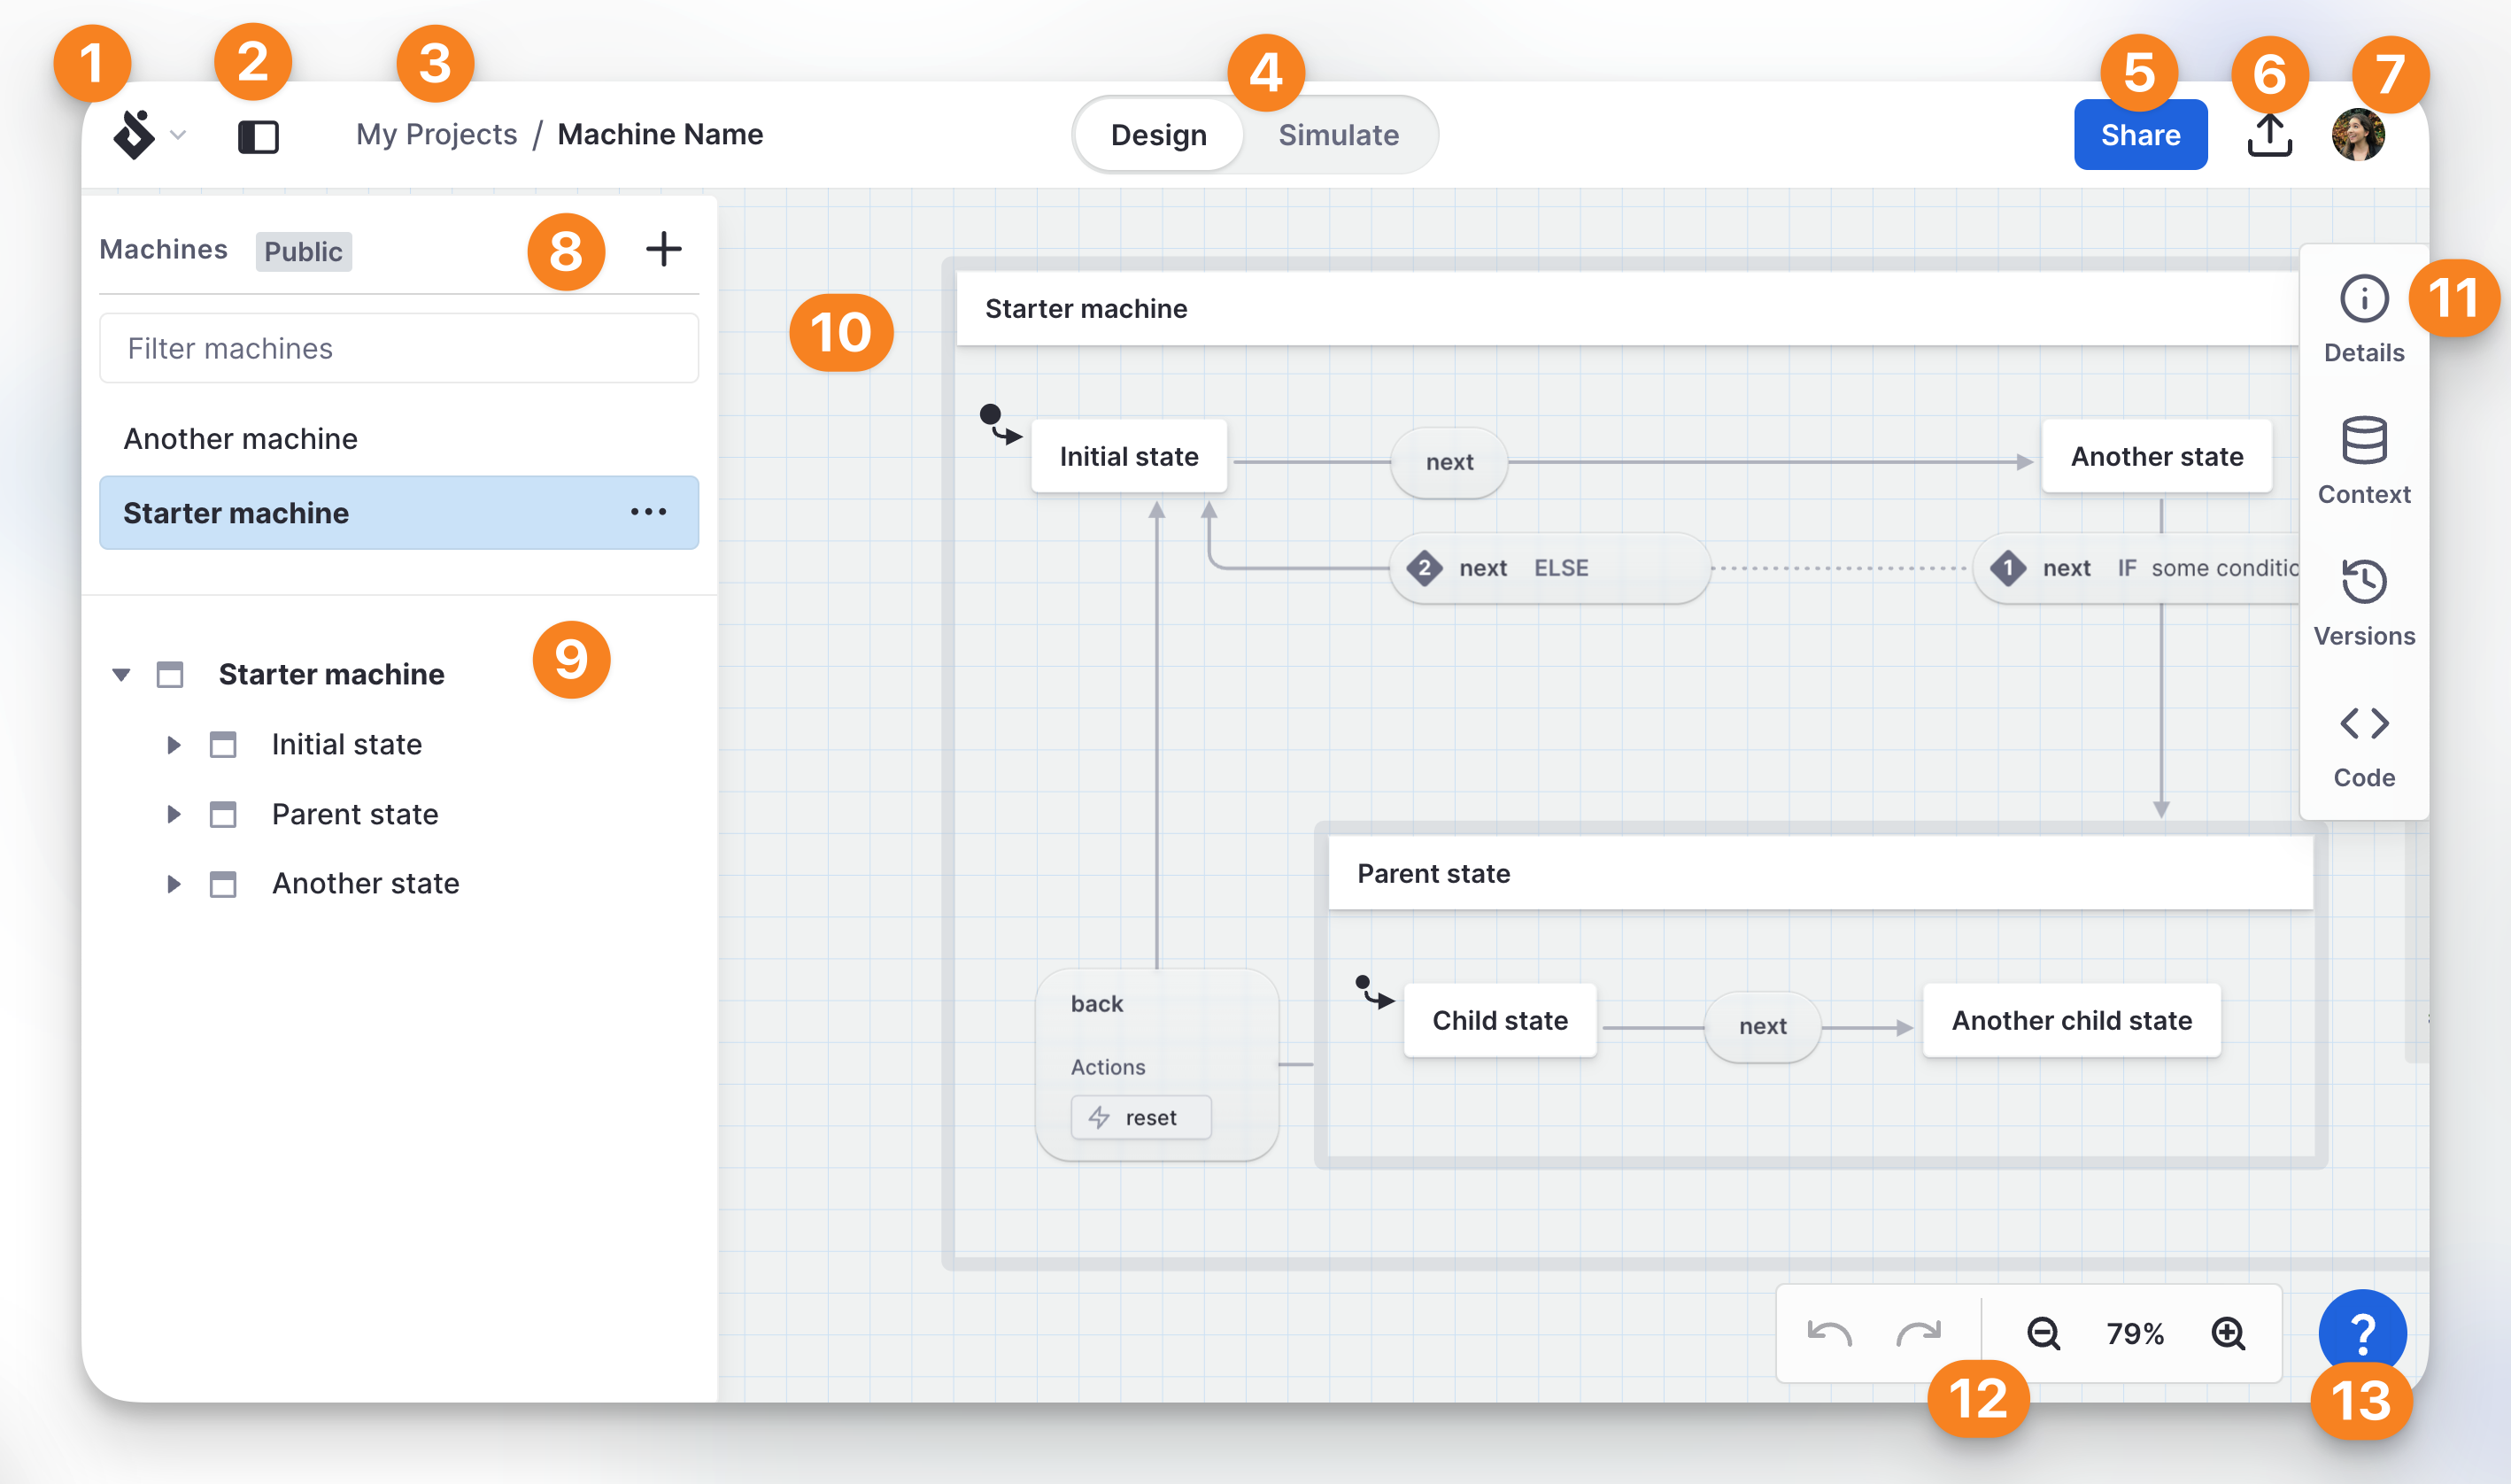 1
2
3
4
5
6
7
My Projects / Machine Name
Design
Simulate
Share
Machines
Public
8
Filter machines
Another machine
Starter machine
9
Starter machine
Initial state
Parent state
Another state
10
Starter machine
Initial state
next
Another state
2 next ELSE
1 next IF some conditio
Parent state
back
Actions
reset
Child state
next
Another child state
11
Details
Context
Versions
Code
79%
?
12
13